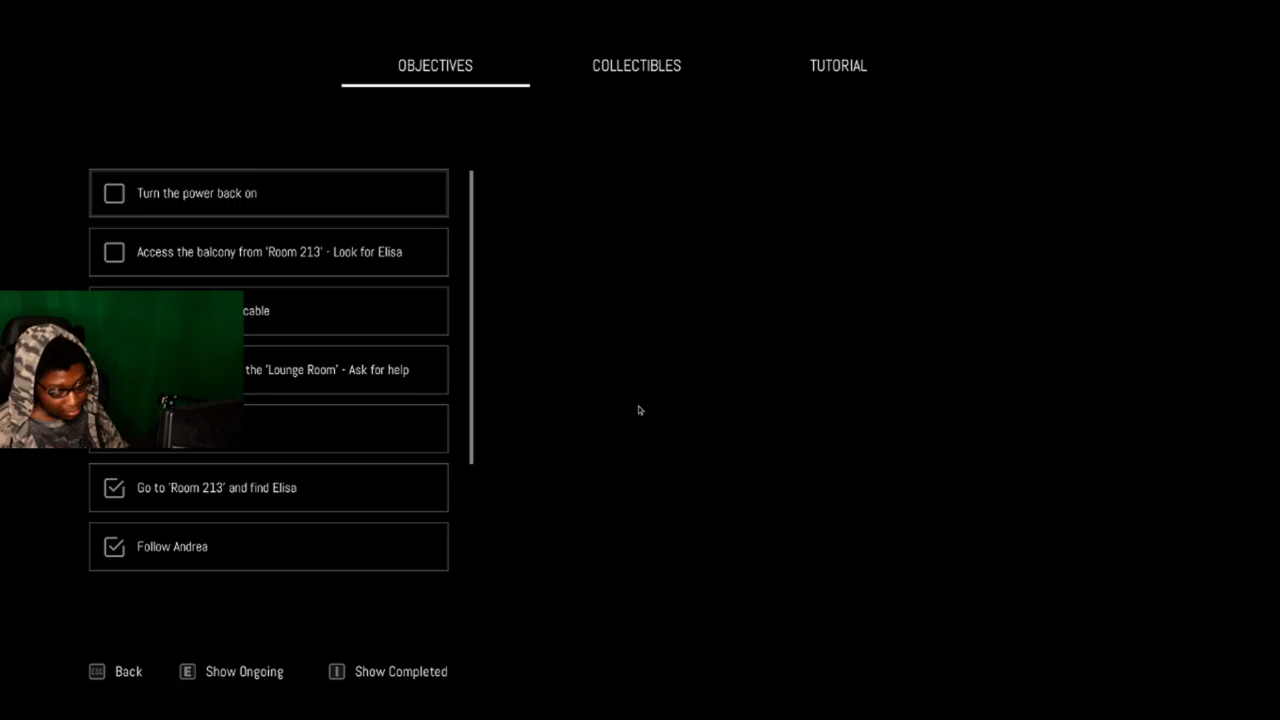 OBJECTIVES COLLECTIBLES TUTORIAL
Turn the power back on
Access the balcony from 'Room 213' - Look for Elisa
cable
the 'Lounge Room' - Ask for help
Go to 'Room 213' and find Elisa
Follow Andrea
Back E Show Ongoing I Show Completed